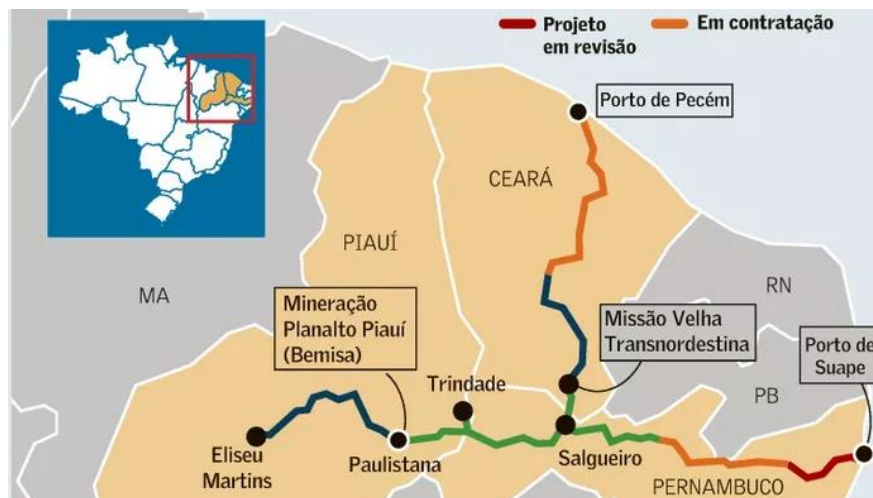 Projeto
em revisão
Em contratação
Porto de Pecém
CEARÁ
PIAUÍ
MA
RN
Mineração
Planalto Piauí
(Bemisa)
Missão Velha
Transnordestina
Porto de
Suape
PB
Trindade
Eliseu
Martins
Paulistana
Salgueiro
PERNAMBUCO